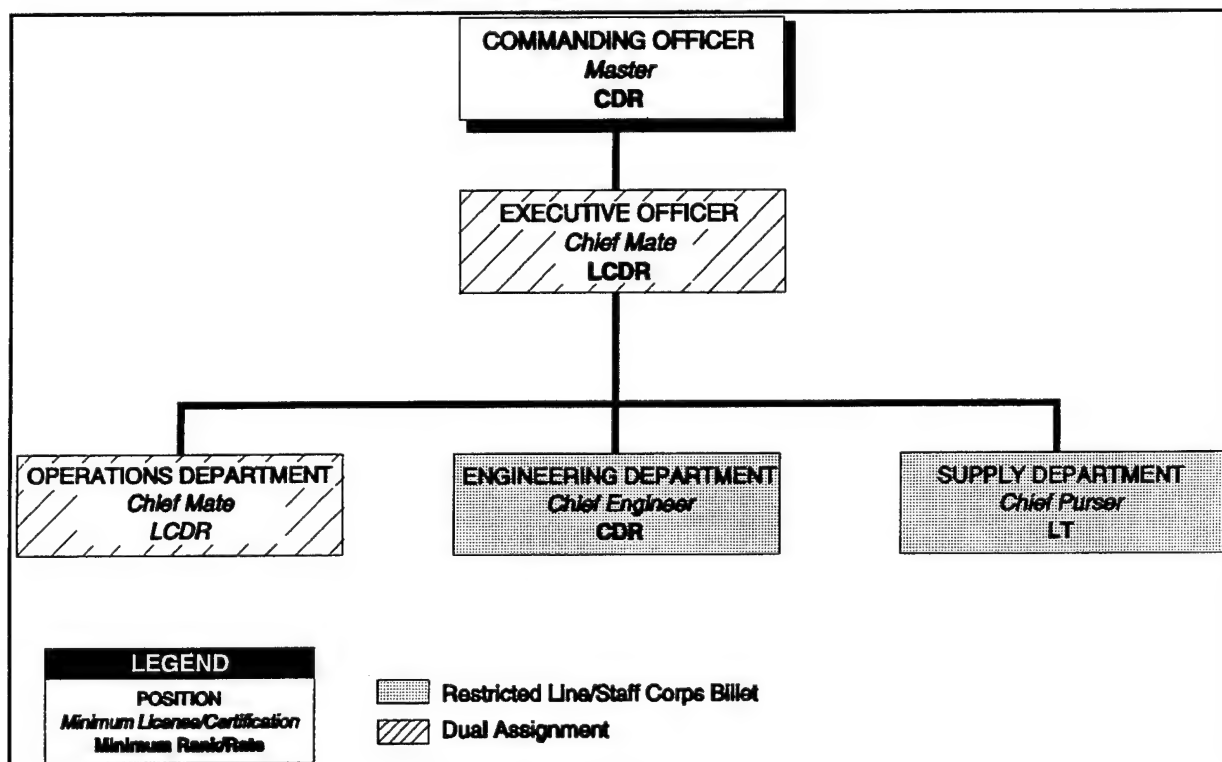 COMMANDING OFFICER
Master
CDR
EXECUTIVE OFFICER
Chief Mate
LCDR
OPERATIONS DEPARTMENT
Chief Mate
LCDR
ENGINEERING DEPARTMENT
Chief Engineer
CDR
SUPPLY DEPARTMENT
Chief Purser
LT
LEGEND
POSITION
Minimum License/Certification
Minimum Rank/Rate
Restricted Line/Staff Corps Billet
Dual Assignment